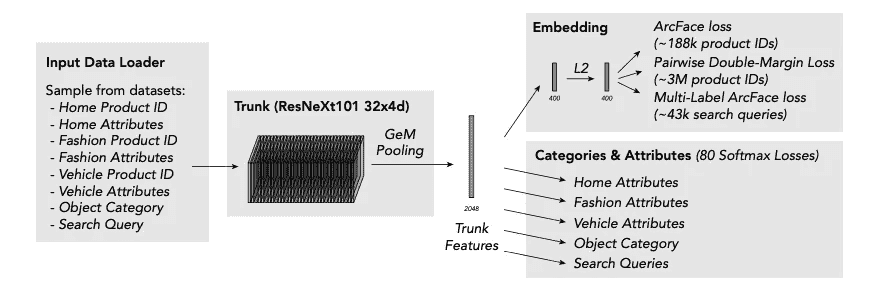 Input Data Loader
Sample from datasets:
- Home Product ID
- Home Attributes
- Fashion Product ID
- Fashion Attributes
- Vehicle Product ID
- Vehicle Attributes
- Object Category
- Search Query
Trunk (ResNeXt101 32x4d)
GeM
Pooling
2048
Trunk
Features
Embedding
400
L2
400
ArcFace loss
(~188k product IDs)
Pairwise Double-Margin Loss
(~3M product IDs)
Multi-Label ArcFace loss
(~43k search queries)
Categories & Attributes (80 Softmax Losses)
Home Attributes
Fashion Attributes
Vehicle Attributes
Object Category
Search Queries